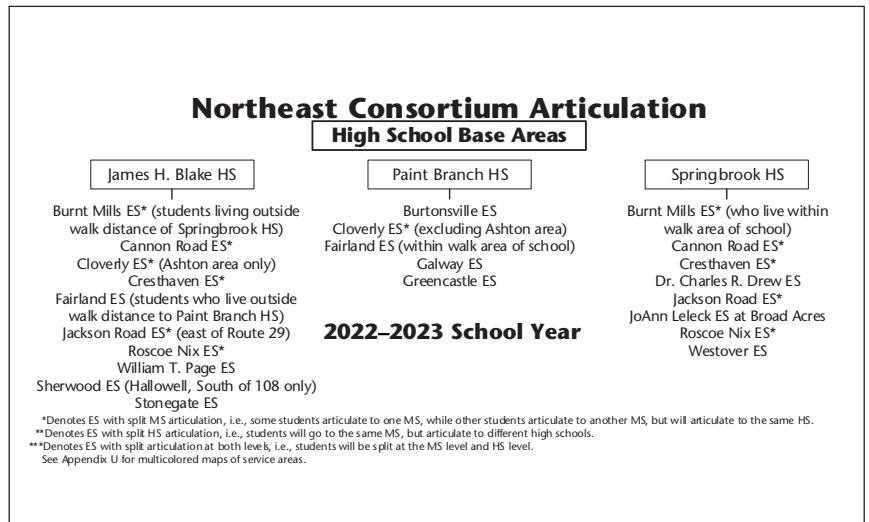 Northeast Consortium Articulation
High School Base Areas
James H. Blake HS
Burnt Mills ES* (students living outside
walk distance of Springbrook HS)
Cannon Road ES*
Cloverly ES* (Ashton area only)
Cresthaven ES*
Fairland ES (students who live outside
walk distance to Paint Branch HS)
Jackson Road ES* (east of Route 29)
Roscoe Nix ES*
William T. Page ES
Sherwood ES (Hallowell, South of 108 only)
Stonegate ES
Paint Branch HS
Burtonsville ES
Cloverly ES* (excluding Ashton area)
Fairland ES (within walk area of school)
Galway ES
Greencastle ES
Springbrook HS
Burnt Mills ES* (who live within
walk area of school)
Cannon Road ES*
Cresthaven ES*
Dr. Charles R. Drew ES
Jackson Road ES*
JoAnn Leleck ES at Broad Acres
Roscoe Nix ES*
Westover ES
2022–2023 School Year
*Denotes ES with split MS articulation, i.e., some students articulate to one MS, while other students articulate to another MS, but will articulate to the same HS.
**Denotes ES with split HS articulation, i.e., students will go to the same MS, but articulate to different high schools.
***Denotes ES with split articulation at both levels, i.e., students will be split at the MS level and HS level.
See Appendix U for multicolored maps of service areas.